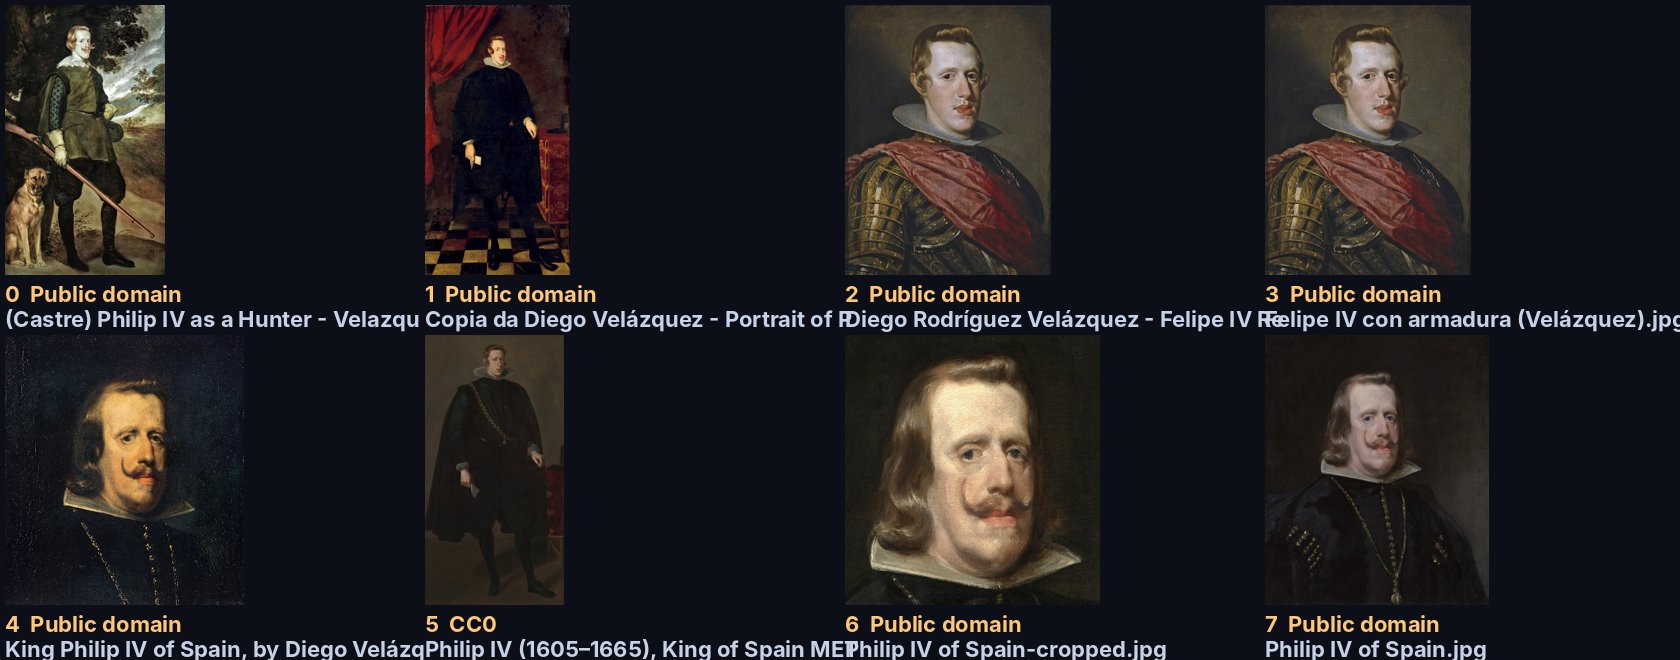 0 Public domain
(Castre) Philip IV as a Hunter - Velazqu
1 Public domain
Copia da Diego Velázquez - Portrait of
2 Public domain
Diego Rodríguez Velázquez - Felipe IV
3 Public domain
Felipe IV con armadura (Velázquez).jpg
4 Public domain
King Philip IV of Spain, by Diego Velázq
5 CC0
Philip IV (1605–1665), King of Spain MET
6 Public domain
Philip IV of Spain-cropped.jpg
7 Public domain
Philip IV of Spain.jpg